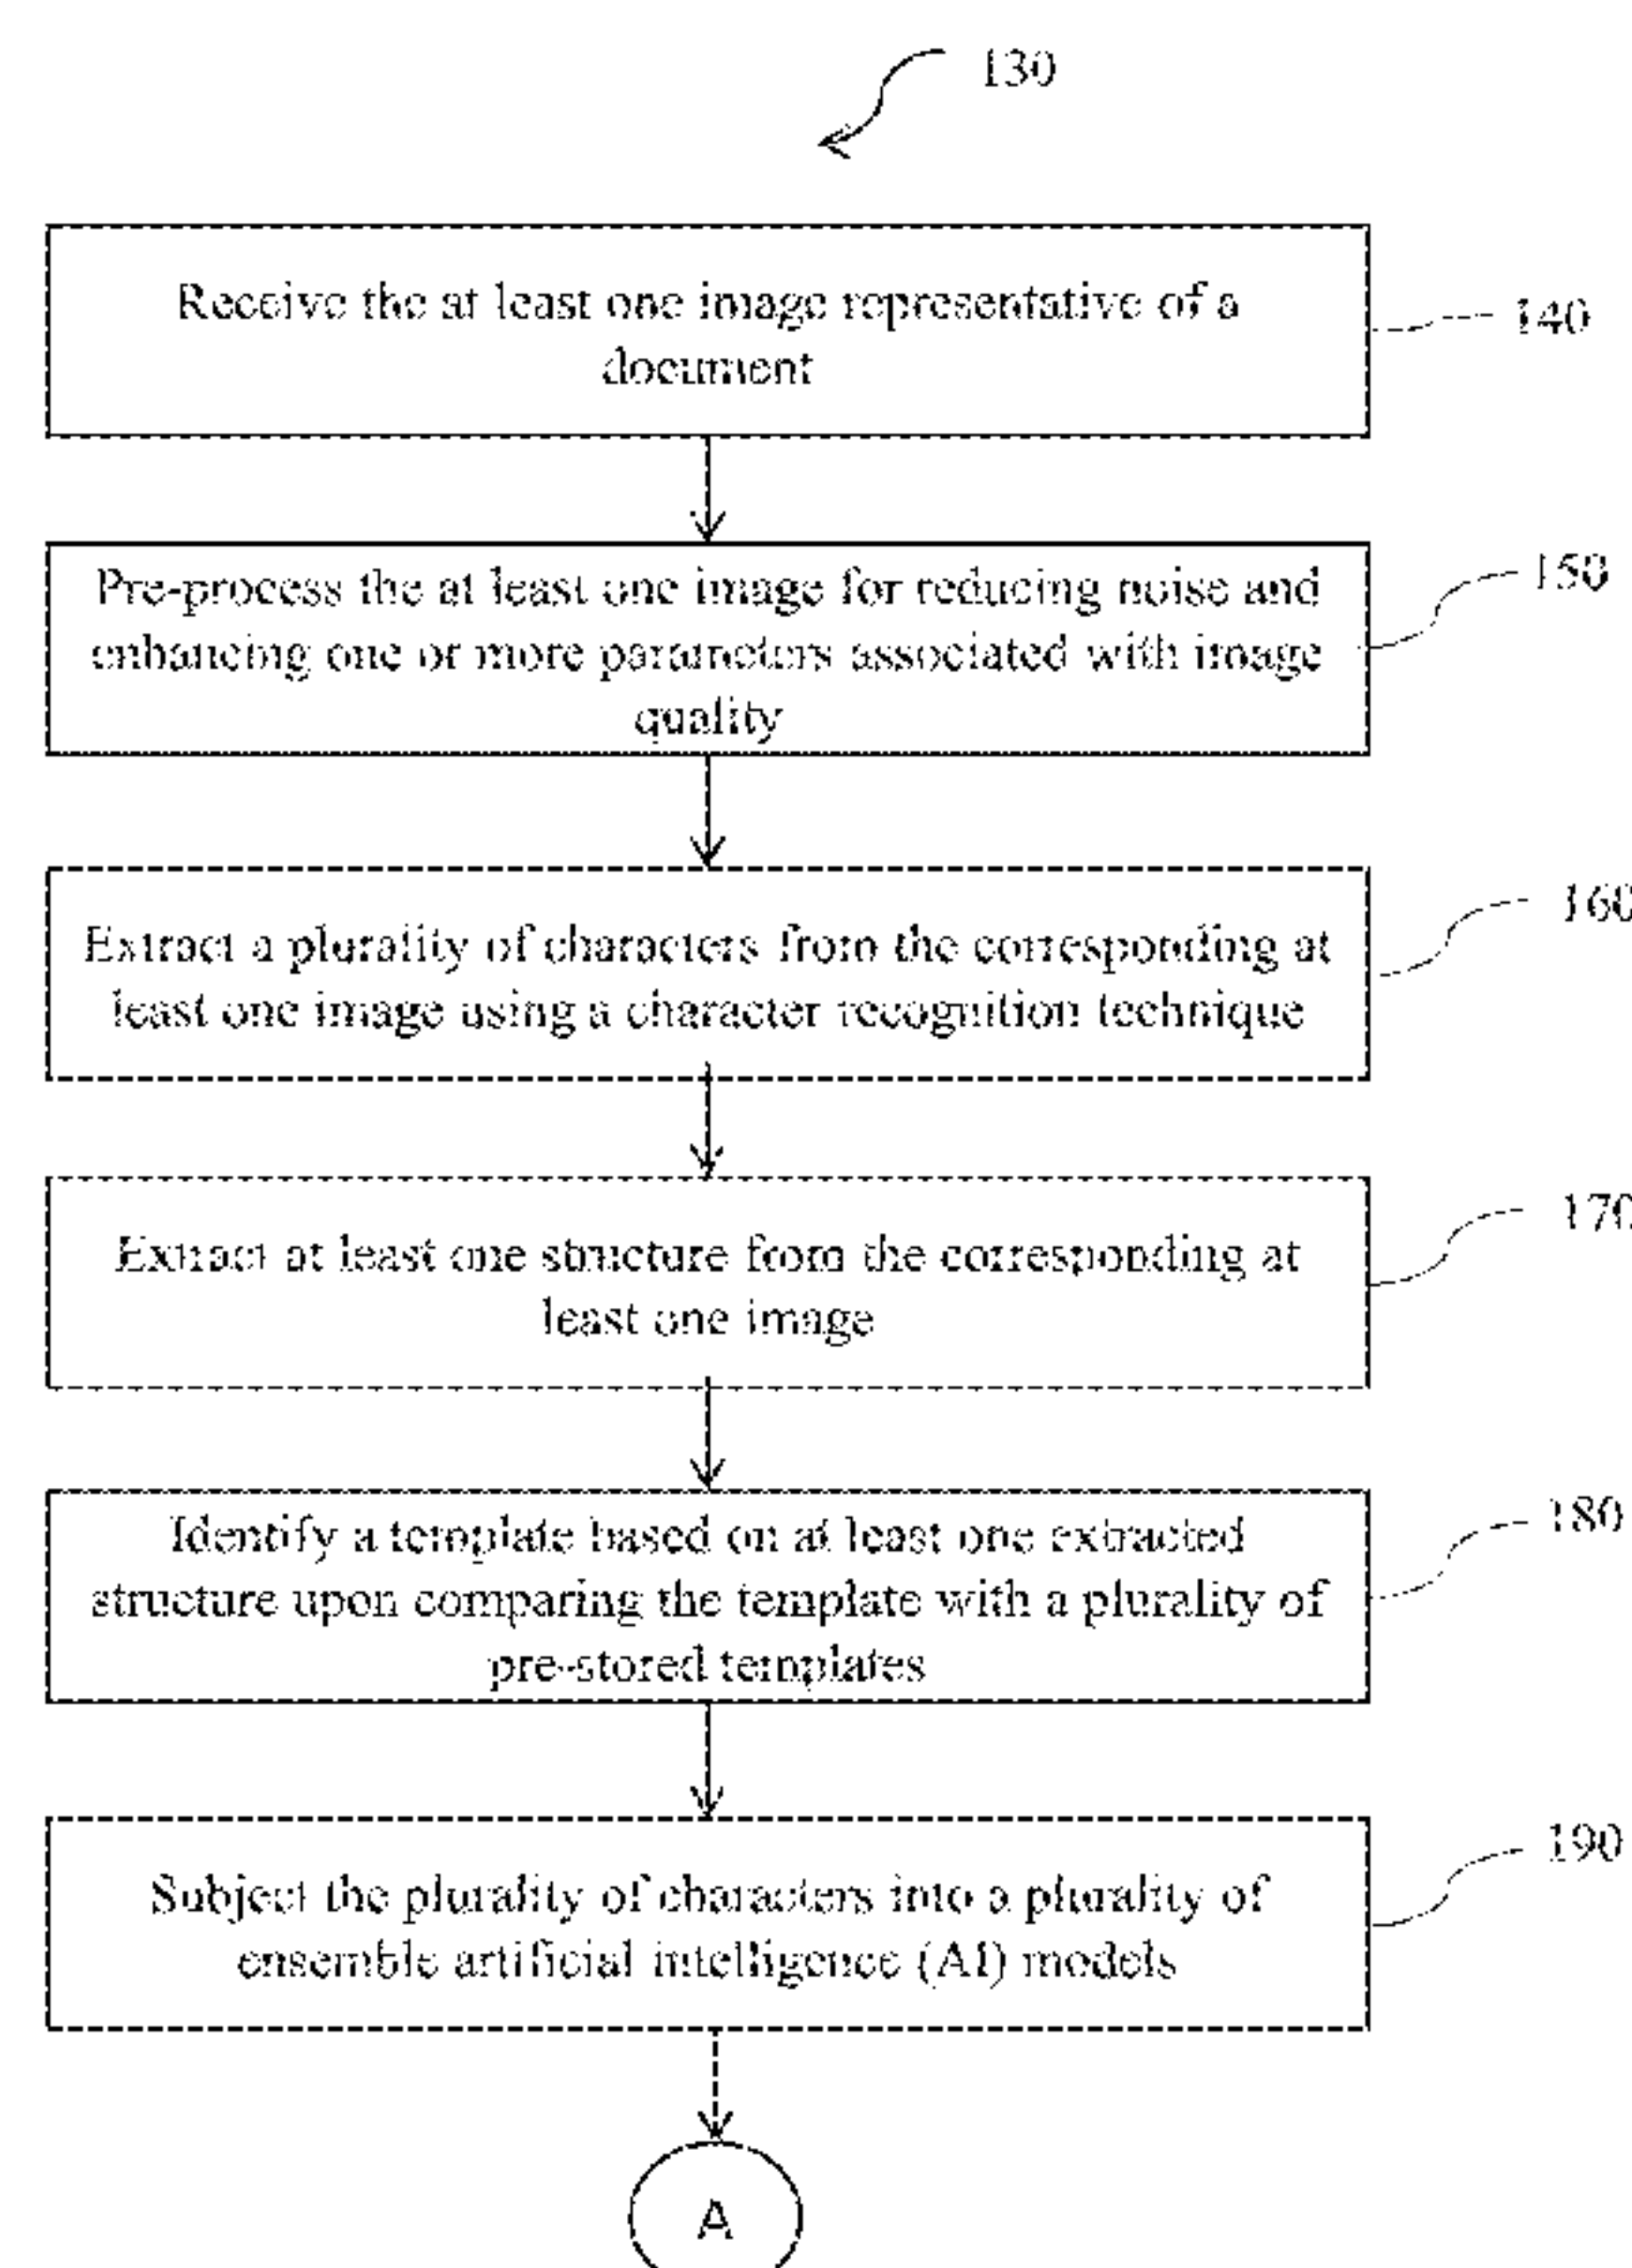 130
Receive the at least one image representative of a
document
140
Pre-process the at least one image for reducing noise and
enhancing one or more parameters associated with image
quality
150
Extract a plurality of characters from the corresponding at
least one image using a character recognition technique
160
Extract at least one structure from the corresponding at
least one image
170
Identify a template based on at least one extracted
structure upon comparing the template with a plurality of
pre-stored templates
180
Subject the plurality of characters into a plurality of
ensemble artificial intelligence (AI) models
190
A